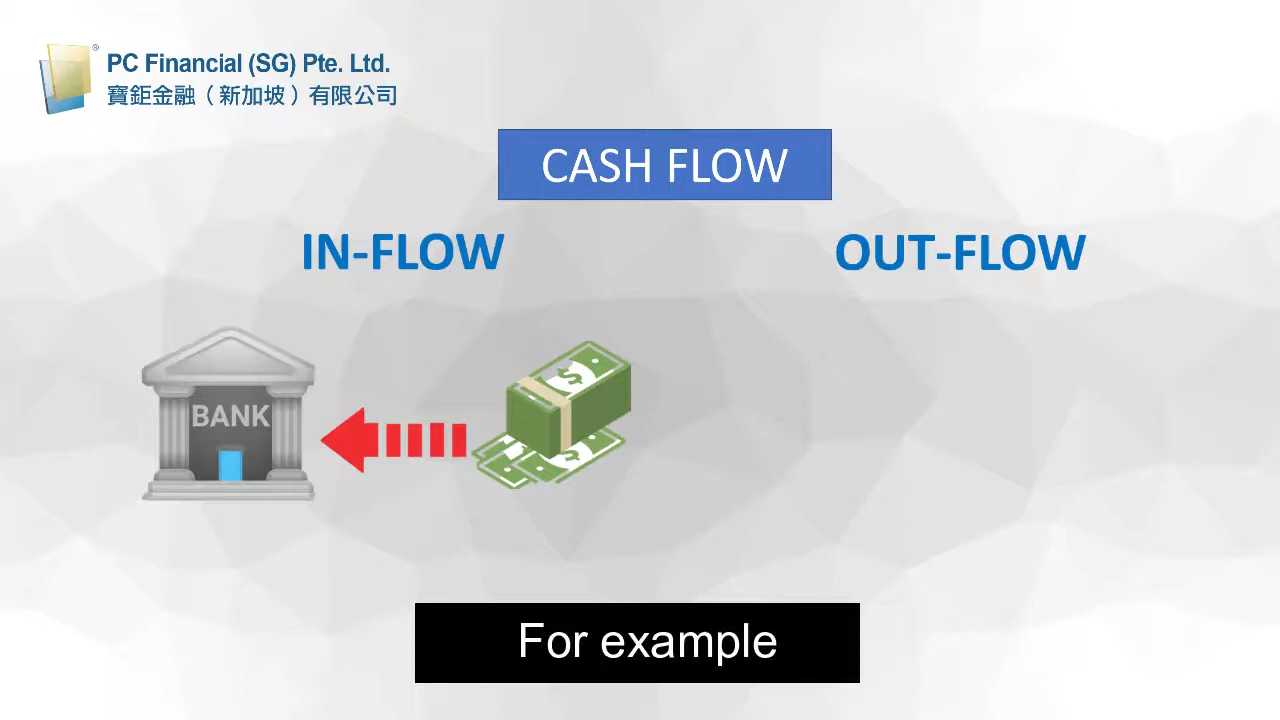 ®
PC Financial (SG) Pte. Ltd.
寶鉅金融（新加坡）有限公司
CASH FLOW
IN-FLOW
OUT-FLOW
BANK
For example